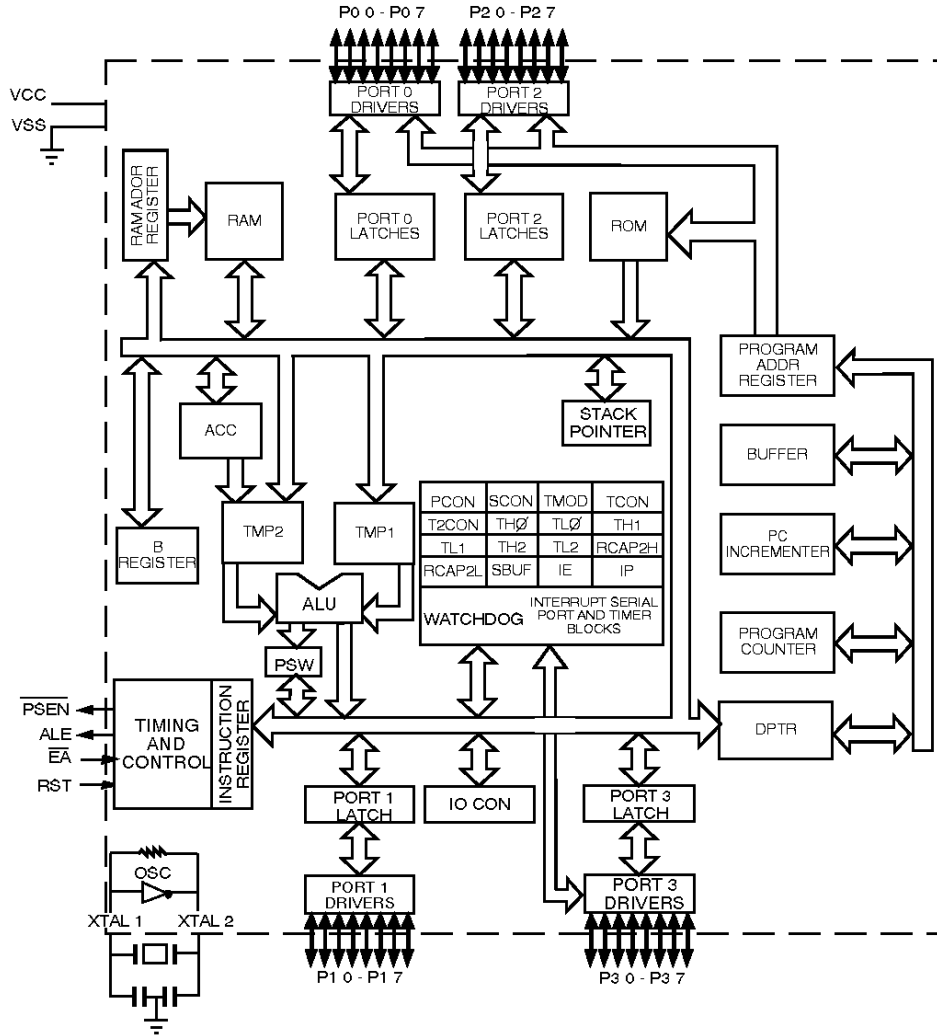 P0 0 - P0 7
P2 0 - P2 7
PORT 0
DRIVERS
PORT 2
DRIVERS
VCC
VSS
RAM ADDR
REGISTER
RAM
PORT 0
LATCHES
PORT 2
LATCHES
ROM
PROGRAM
ADDR
REGISTER
STACK
POINTER
ACC
BUFFER
B
REGISTER
TMP2
TMP1
PCON SCON TMOD TCON
T2CON THØ TLØ TH1
TL1 TH2 TL2 RCAP2H
RCAP2L SBUF IE IP
WATCHDOG
INTERRUPT SERIAL
PORT AND TIMER
BLOCKS
PC
INCREMENTER
ALU
PSW
PROGRAM
COUNTER
PSEN
ALE
EA
RST
TIMING
AND
CONTROL
INSTRUCTION
REGISTER
DPTR
PORT 1
LATCH
IO CON
PORT 3
LATCH
OSC
XTAL 1
XTAL 2
PORT 1
DRIVERS
PORT 3
DRIVERS
P1 0 - P1 7
P3 0 - P3 7